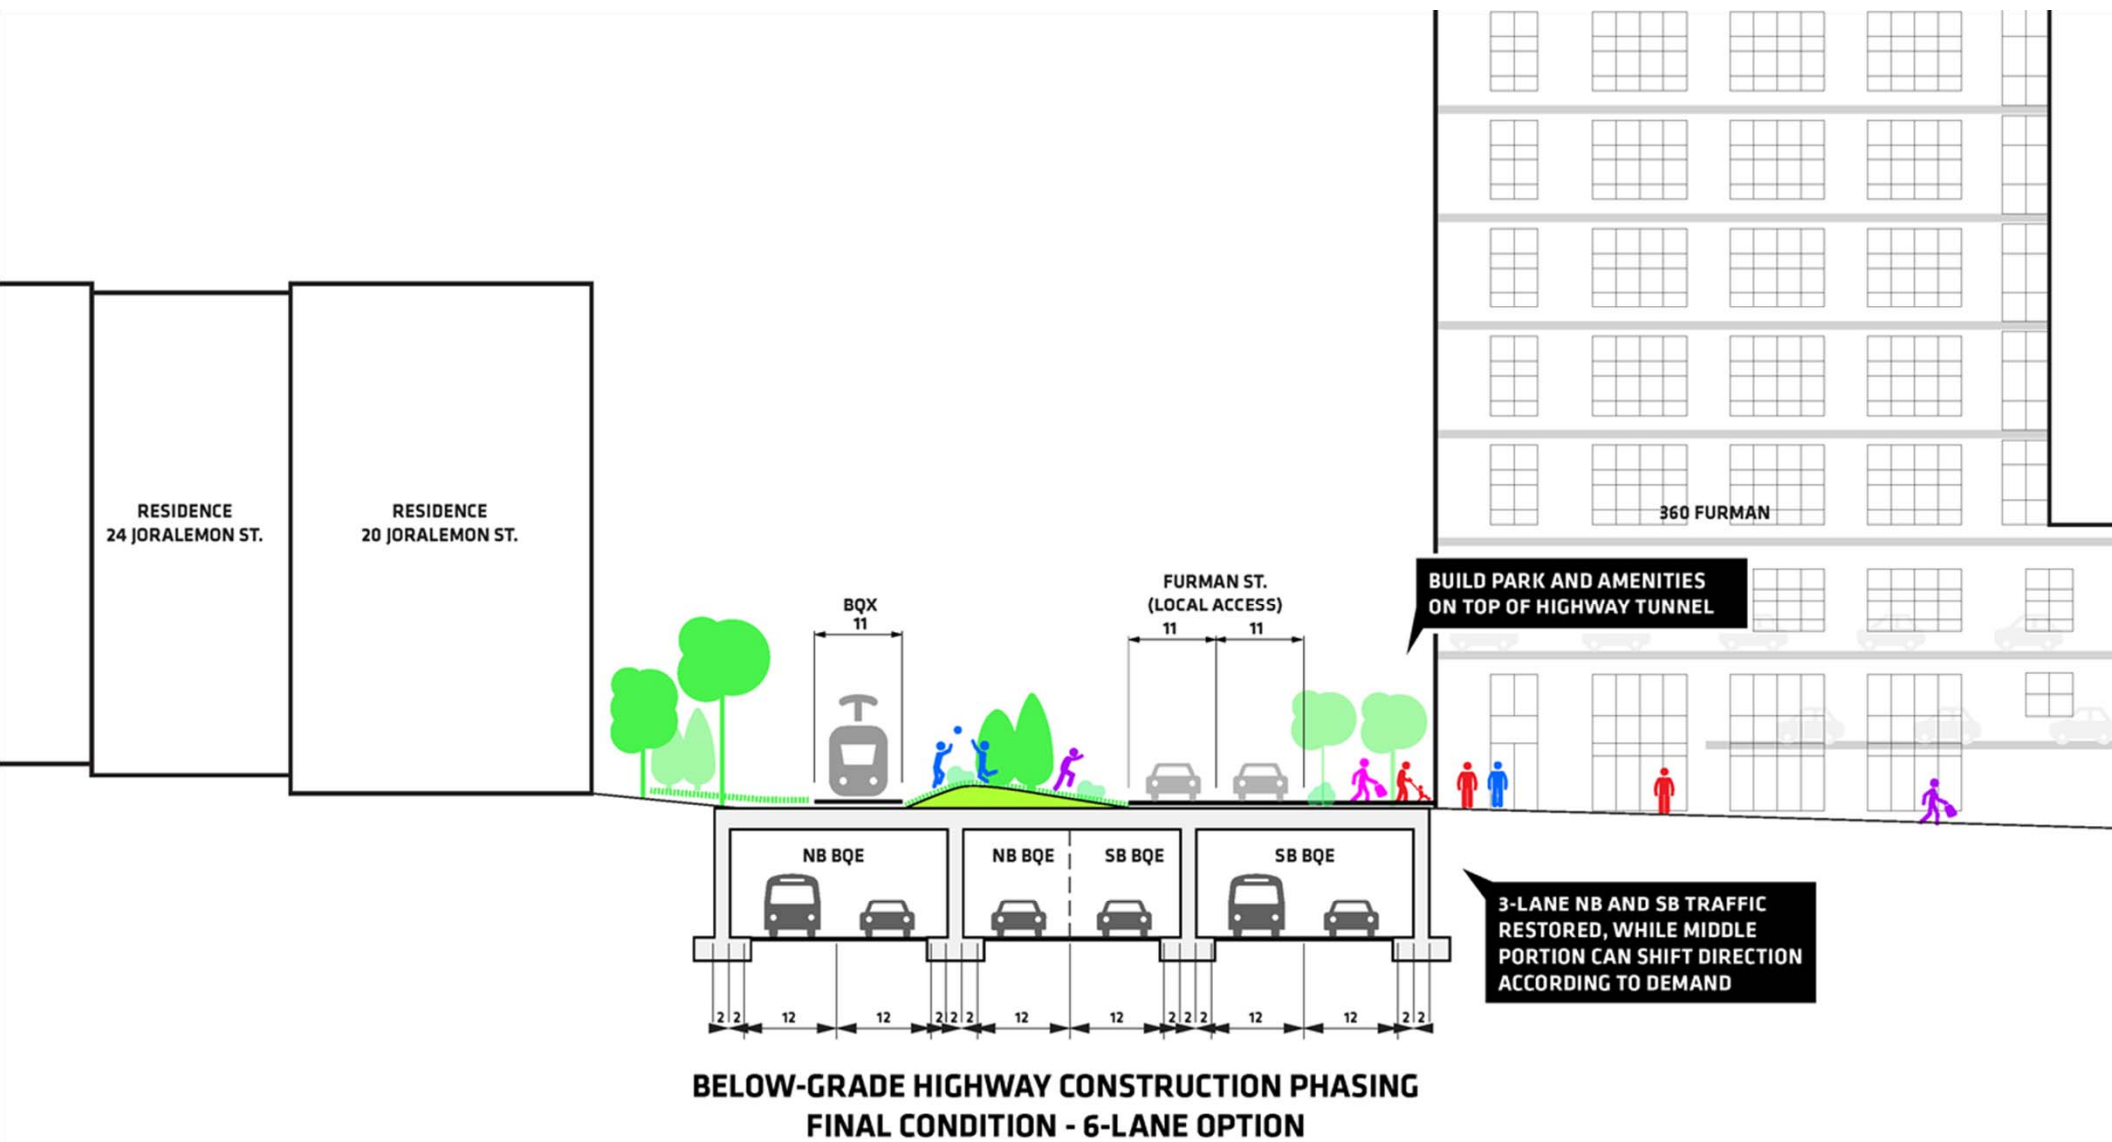 RESIDENCE
24 JORALEMON ST.
RESIDENCE
20 JORALEMON ST.
BQX
11
FURMAN ST.
(LOCAL ACCESS)
11 11
360 FURMAN
BUILD PARK AND AMENITIES
ON TOP OF HIGHWAY TUNNEL
NB BQE NB BQE SB BQE SB BQE
3-LANE NB AND SB TRAFFIC
RESTORED, WHILE MIDDLE
PORTION CAN SHIFT DIRECTION
ACCORDING TO DEMAND
2 2 12 12 2 2 2 12 12 2 2 2 12 12 2 2
BELOW-GRADE HIGHWAY CONSTRUCTION PHASING
FINAL CONDITION - 6-LANE OPTION